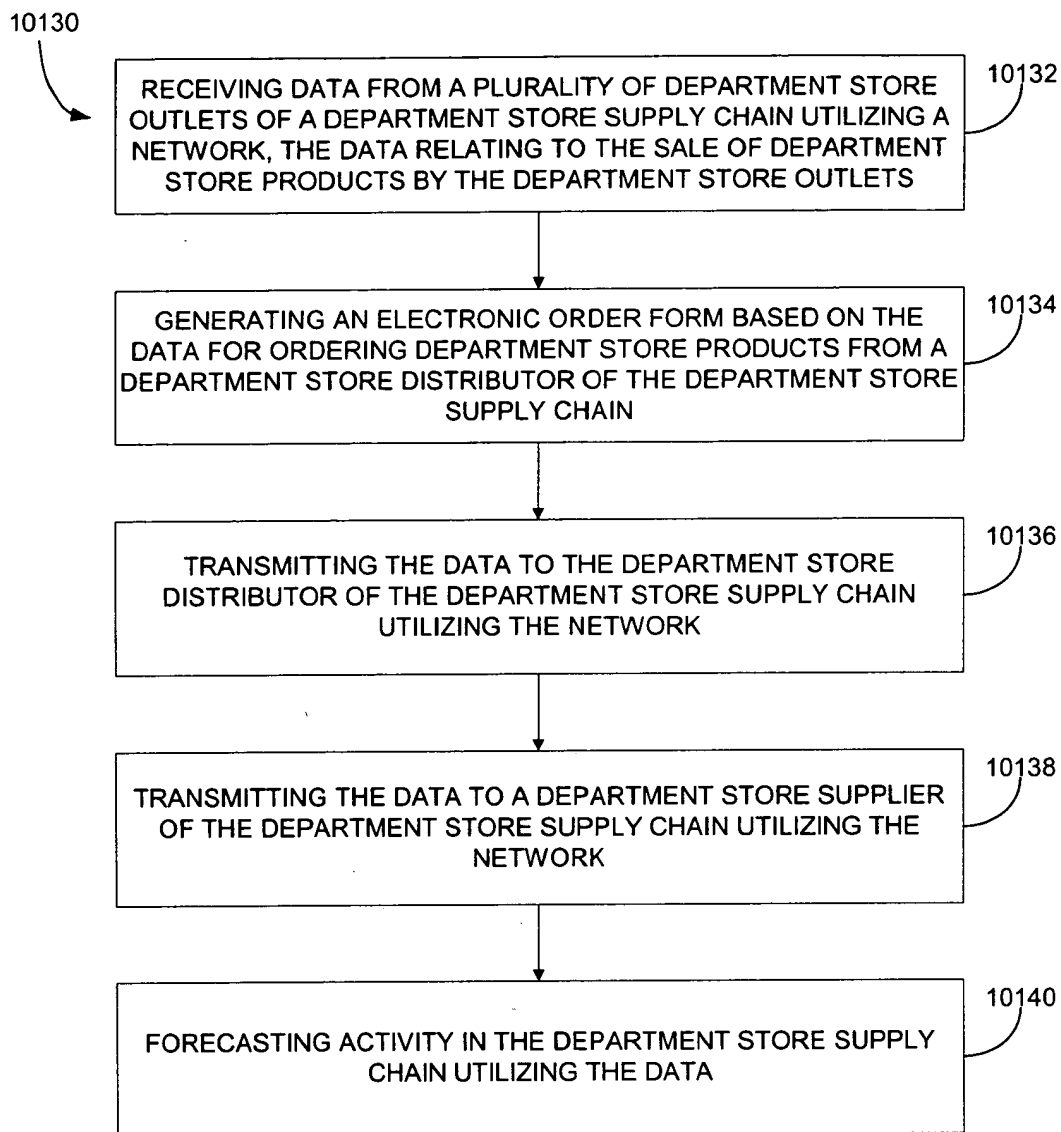 10130
RECEIVING DATA FROM A PLURALITY OF DEPARTMENT STORE
OUTLETS OF A DEPARTMENT STORE SUPPLY CHAIN UTILIZING A
NETWORK, THE DATA RELATING TO THE SALE OF DEPARTMENT
STORE PRODUCTS BY THE DEPARTMENT STORE OUTLETS
10132
GENERATING AN ELECTRONIC ORDER FORM BASED ON THE
DATA FOR ORDERING DEPARTMENT STORE PRODUCTS FROM A
DEPARTMENT STORE DISTRIBUTOR OF THE DEPARTMENT STORE
SUPPLY CHAIN
10134
TRANSMITTING THE DATA TO THE DEPARTMENT STORE
DISTRIBUTOR OF THE DEPARTMENT STORE SUPPLY CHAIN
UTILIZING THE NETWORK
10136
TRANSMITTING THE DATA TO A DEPARTMENT STORE SUPPLIER
OF THE DEPARTMENT STORE SUPPLY CHAIN UTILIZING THE
NETWORK
10138
FORECASTING ACTIVITY IN THE DEPARTMENT STORE SUPPLY
CHAIN UTILIZING THE DATA
10140